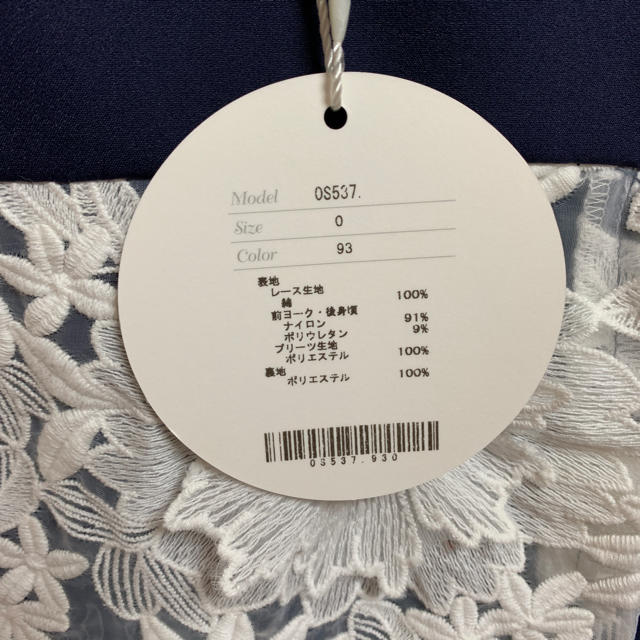 Model 0S537.
Size 0
Color 93
表地
レース生地
綿 100%
前ヨーク・後身頃
ナイロン 91%
ポリウレタン 9%
プリーツ生地
ポリエステル 100%
裏地
ポリエステル 100%
0S537.930